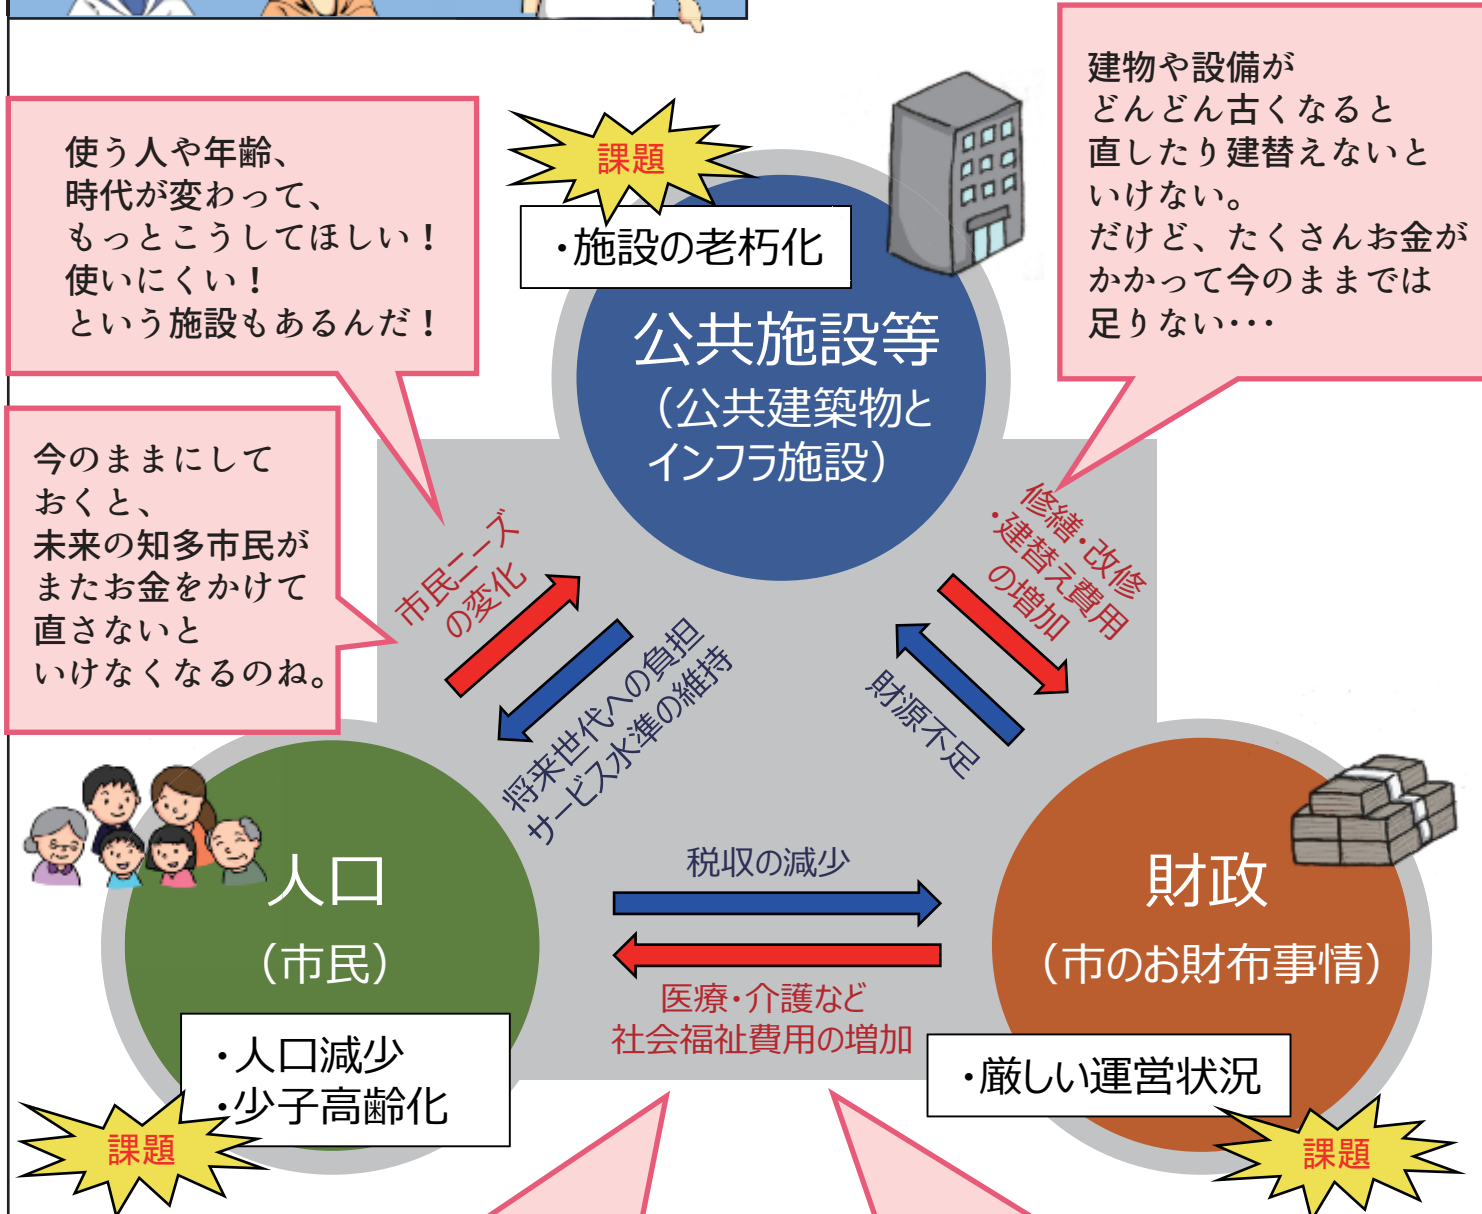 建物や設備が
どんどん古くなると
直したり建替えないと
いけない。
だけど、たくさんお金が
かかって今のままでは
足りない･･･
使う人や年齢、
時代が変わって、
もっとこうしてほしい！
使いにくい！
という施設もあるんだ！
課題
・施設の老朽化
公共施設等
（公共建築物と
インフラ施設）
今のままにして
おくと、
未来の知多市民が
またお金をかけて
直さないと
いけなくなるのね。
市民ニーズ
の変化
将来世代への負担
サービス水準の維持
修繕・改修
・建替え費用
の増加
財源不足
人口
（市民）
・人口減少
・少子高齢化
課題
税収の減少
医療・介護など
社会福祉費用の増加
財政
（市のお財布事情）
・厳しい運営状況
課題